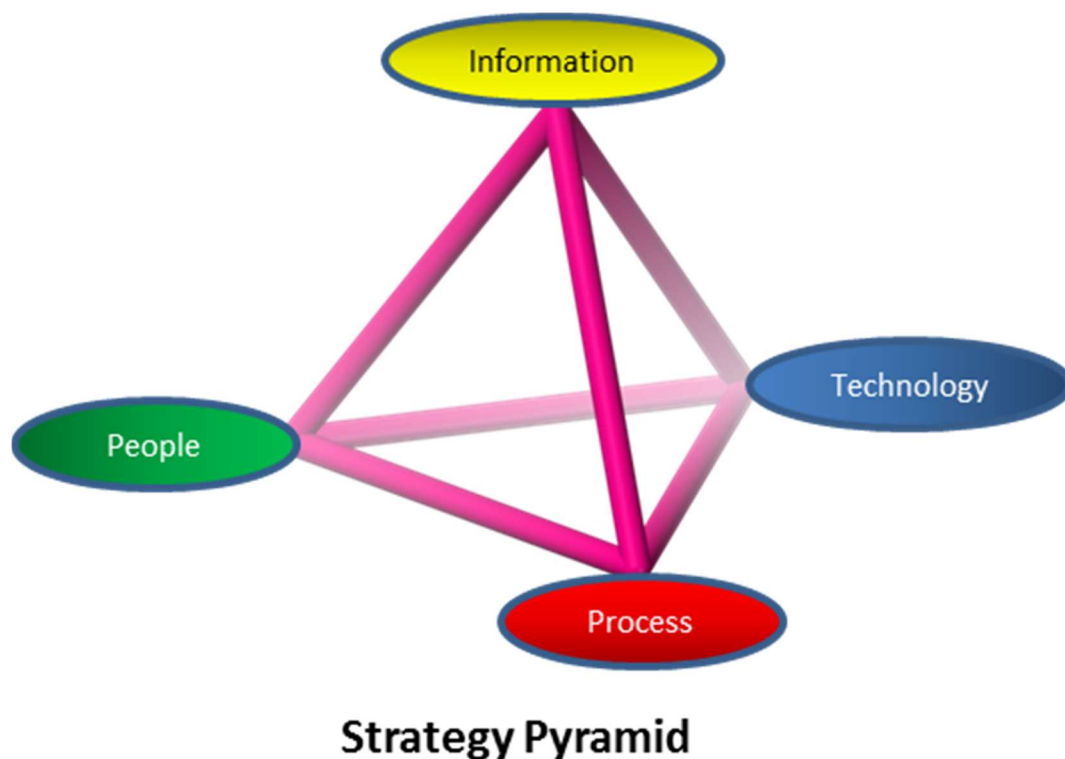 Information
Technology
People
Process
Strategy Pyramid